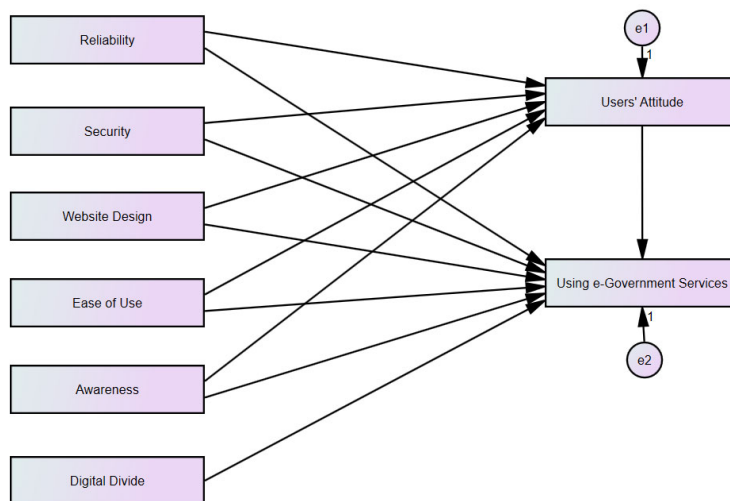 Reliability
Security
Website Design
Ease of Use
Awareness
Digital Divide
e1
1
Users' Attitude
Using e-Government Services
1
e2